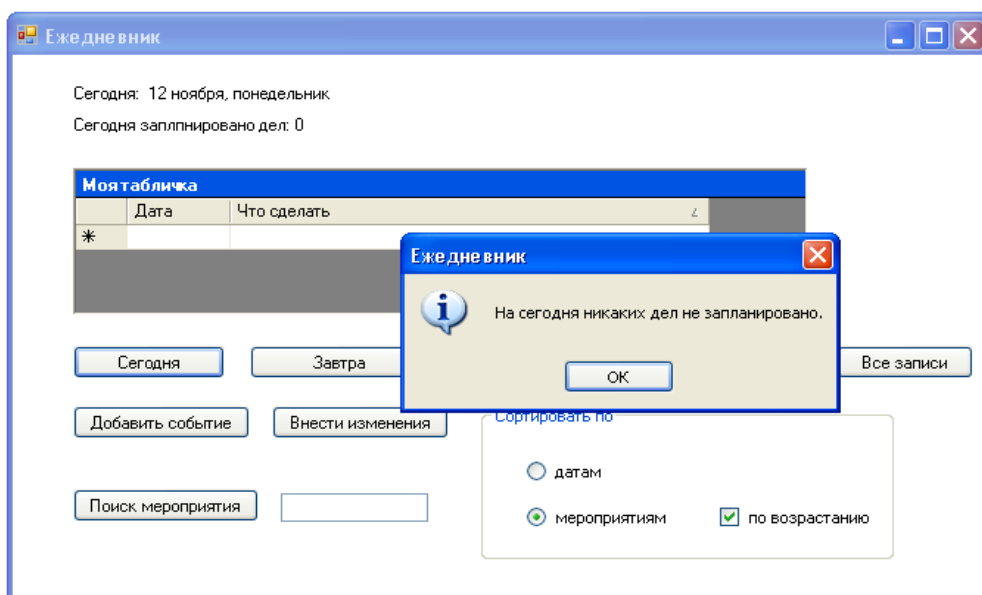 Ежедневник
Сегодня: 12 ноября, понедельник
Сегодня заплпнировано дел: 0
Моя табличка
Дата Что сделать
Ежедневник
На сегодня никаких дел не запланировано.
OK
Сегодня Завтра Все записи
Добавить событие Внести изменения
Сортировать по
датам
Поиск мероприятия
мероприятиям по возрастанию